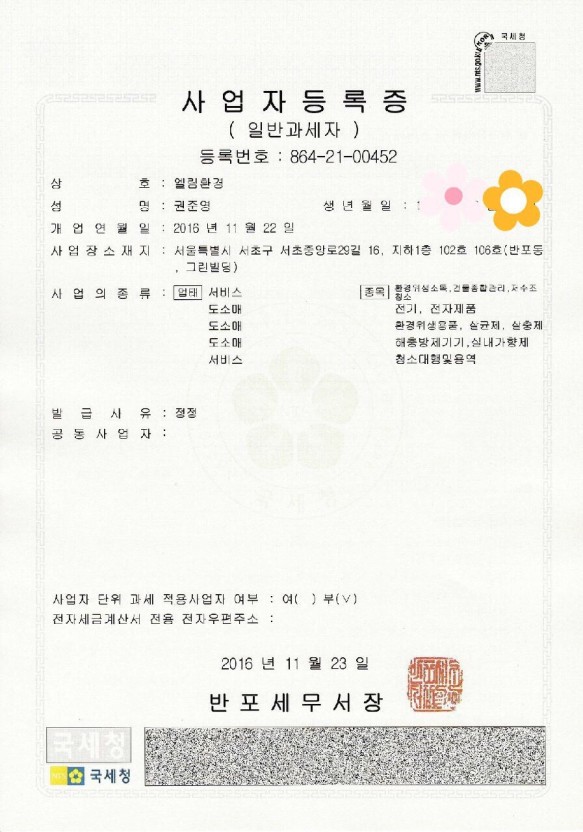 국세청
www.nts.go.kr
사업자등록증
( 일반과세자 )
등록번호 : 864-21-00452
상 호 : 엘림환경
성 명 : 권준영 생 년 월 일 : 1
개 업 연 월 일 : 2016 년 11 월 22 일
사 업 장 소 재 지 : 서울특별시 서초구 서초중앙로29길 16, 지하1층 102호 106호(반포동
, 그린빌딩)
사 업 의 종 류 : 업태 서비스 종목 환경위생소독,건물종합관리,저수조
청소
도소매 전기, 전자제품
도소매 환경위생용품, 살균제, 살충제
도소매 해충방제기기,실내가향제
서비스 청소대행및용역
발 급 사 유 : 정정
공 동 사 업 자 :
사업자 단위 과세 적용사업자 여부 : 여( ) 부(∨)
전자세금계산서 전용 전자우편주소 :
2016 년 11 월 23 일
반포세무서장
국세청
NTS 국세청